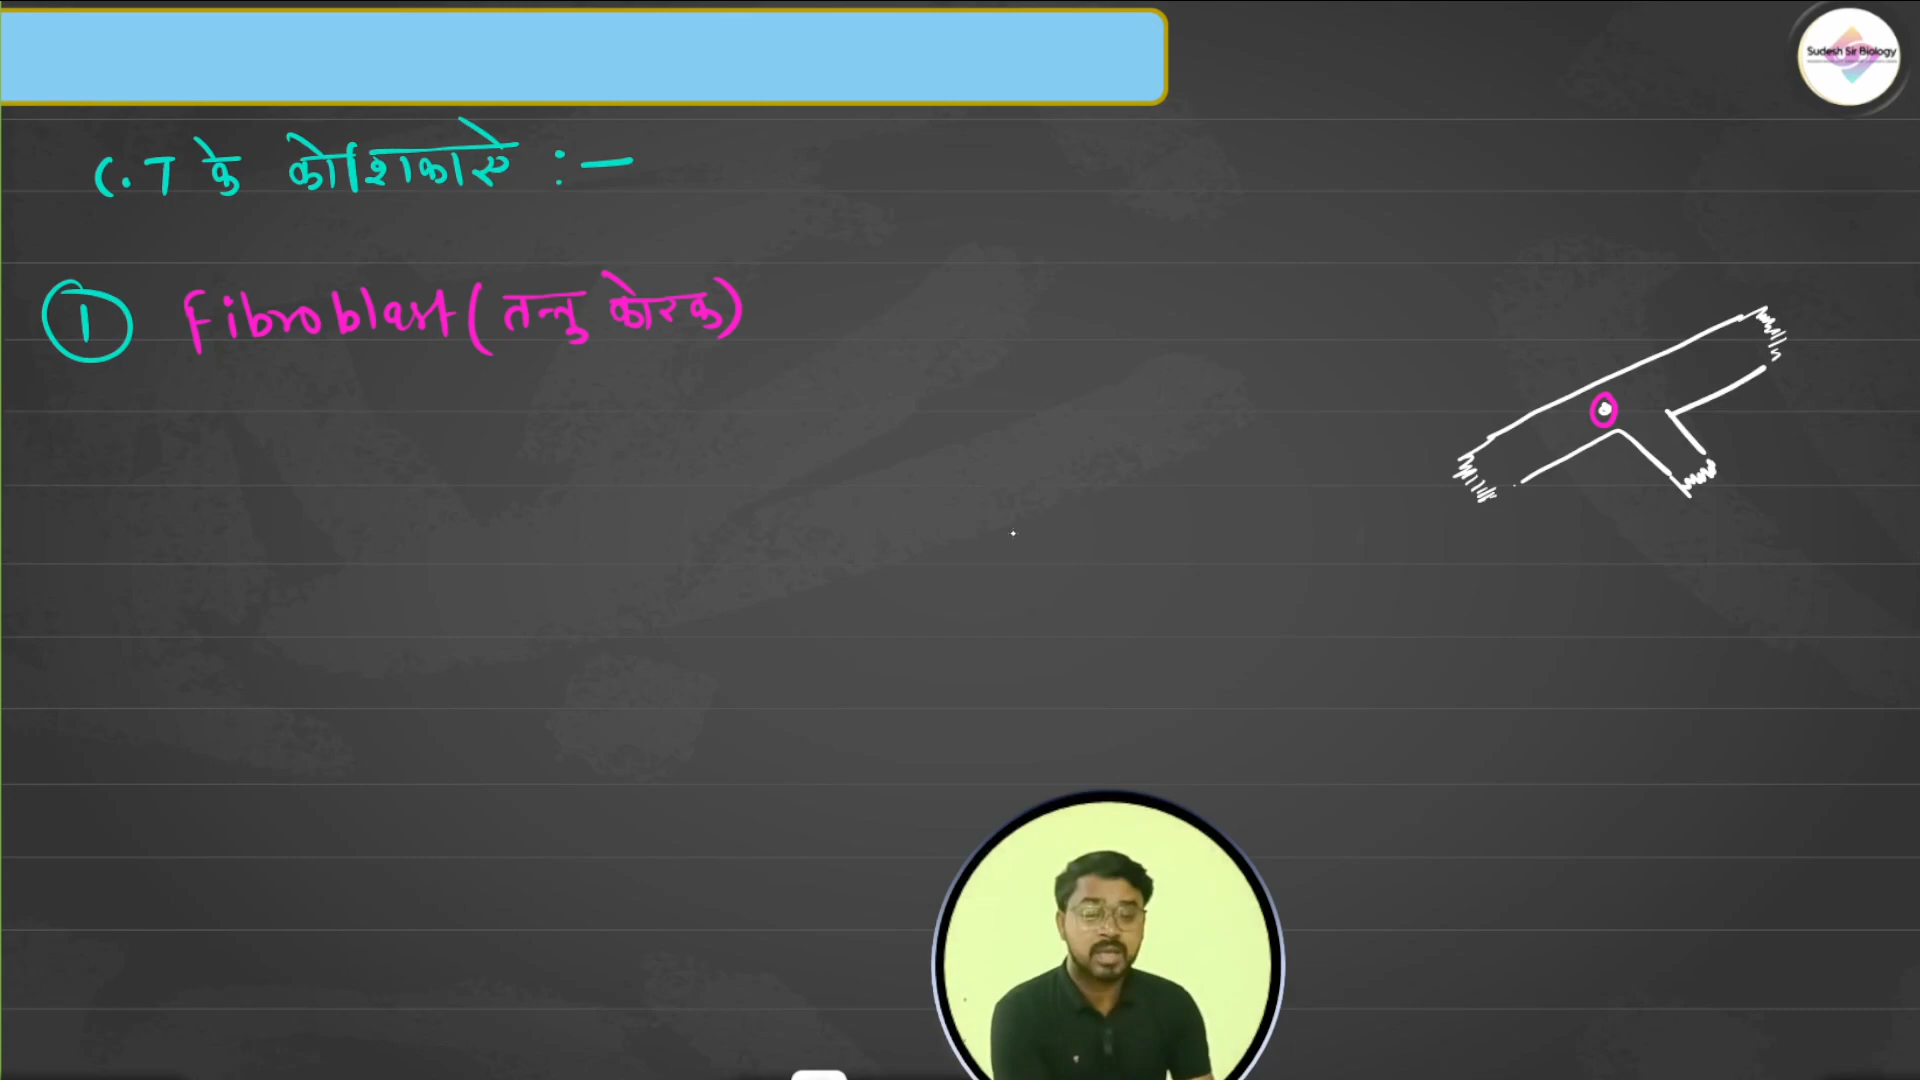 Sudesh Sir Biology
C.T के कोशिकाएे :-
① Fibroblast (तन्तु कोरक)